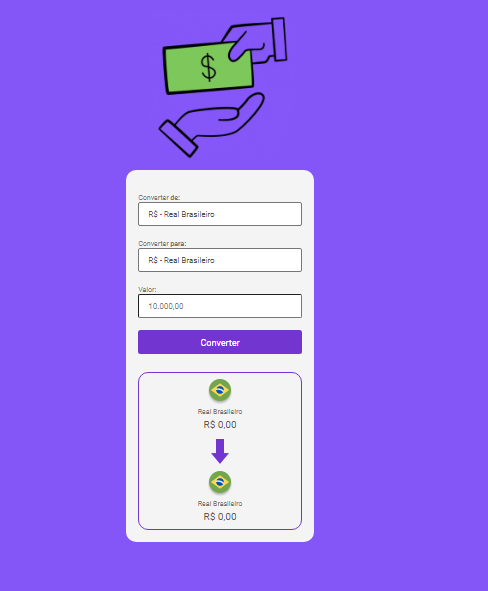 $
Converter de:
R$ - Real Brasileiro
Converter para:
R$ - Real Brasileiro
Valor:
10.000,00
Converter
Real Brasileiro
R$ 0,00
Real Brasileiro
R$ 0,00